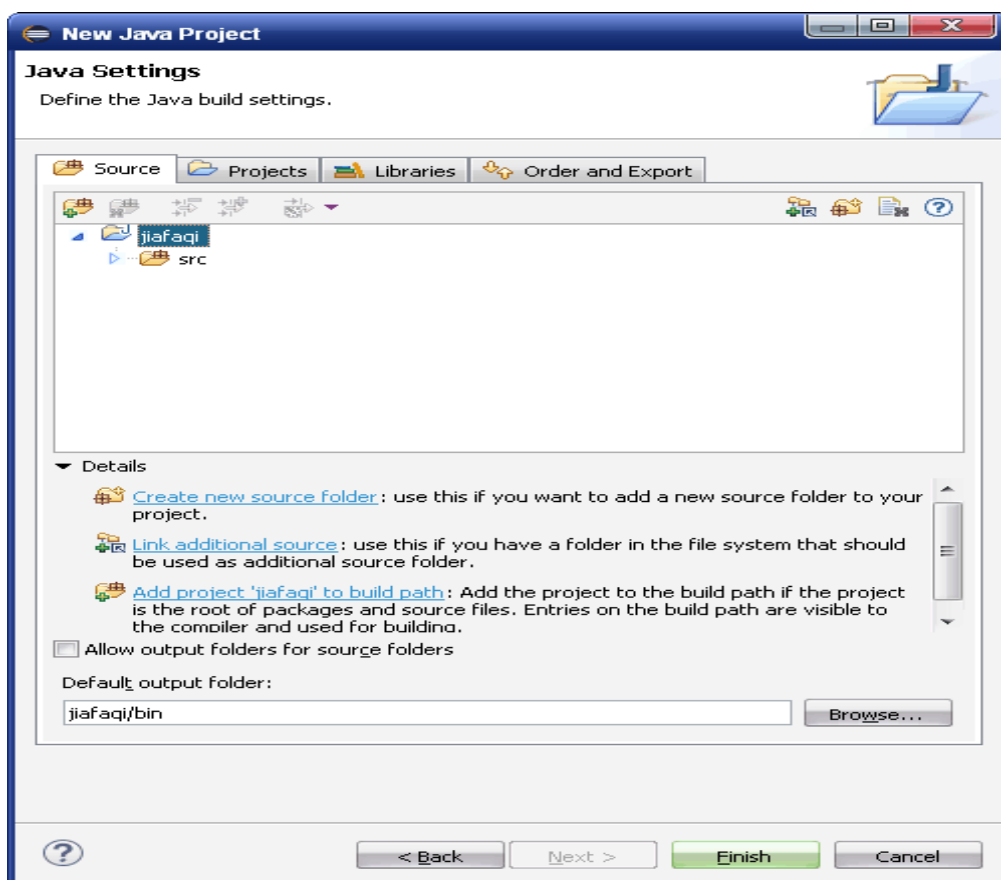 New Java Project
Java Settings
Define the Java build settings.
Source
Projects
Libraries
Order and Export
jiafaqi
src
Details
Create new source folder: use this if you want to add a new source folder to your
project.
Link additional source: use this if you have a folder in the file system that should
be used as additional source folder.
Add project 'jiafaqi' to build path: Add the project to the build path if the project
is the root of packages and source files. Entries on the build path are visible to
the compiler and used for building.
Allow output folders for source folders
Default output folder:
jiafaqi/bin
Browse...
< Back
Next >
Finish
Cancel